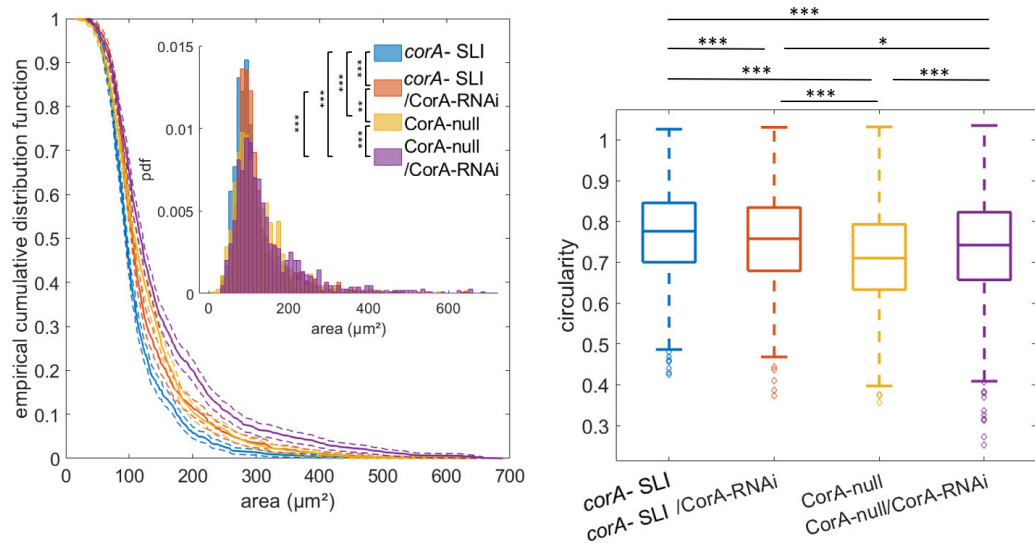 empirical cumulative distribution function
1
0.9
0.8
0.7
0.6
0.5
0.4
0.3
0.2
0.1
0
0 100 200 300 400 500 600 700
area (µm²)
pdf
0.015
0.01
0.005
0
0 200 400 600
area (µm²)
*** *** *** *** ** *** ***
corA- SLI
corA- SLI
/CorA-RNAi
CorA-null
CorA-null
/CorA-RNAi
***
*** *
*** ***
***
circularity
1
0.9
0.8
0.7
0.6
0.5
0.4
0.3
corA- SLI
corA- SLI /CorA-RNAi
CorA-null
CorA-null/CorA-RNAi